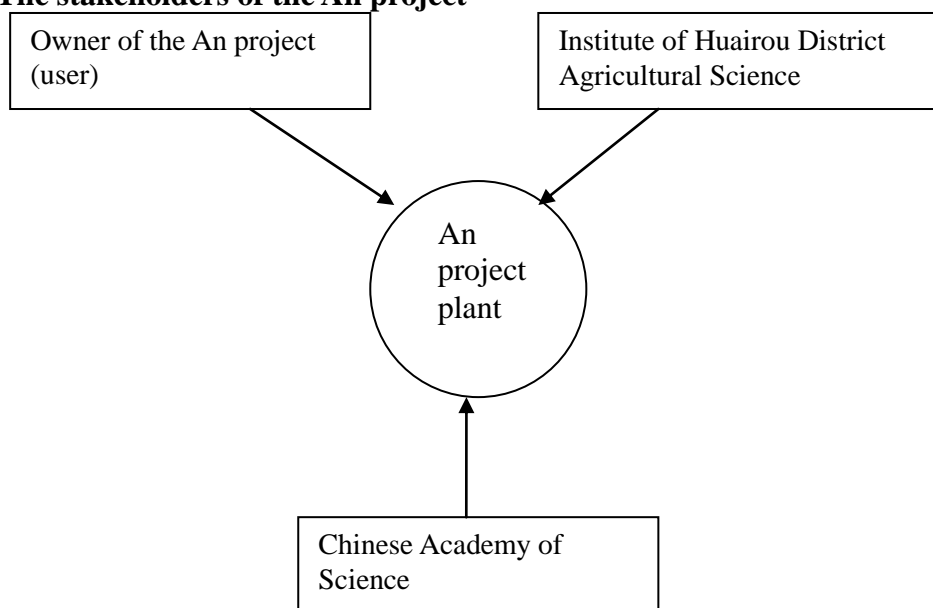 The stakeholders of the An project
Owner of the An project
(user)
Institute of Huairou District
Agricultural Science
An
project
plant
Chinese Academy of
Science